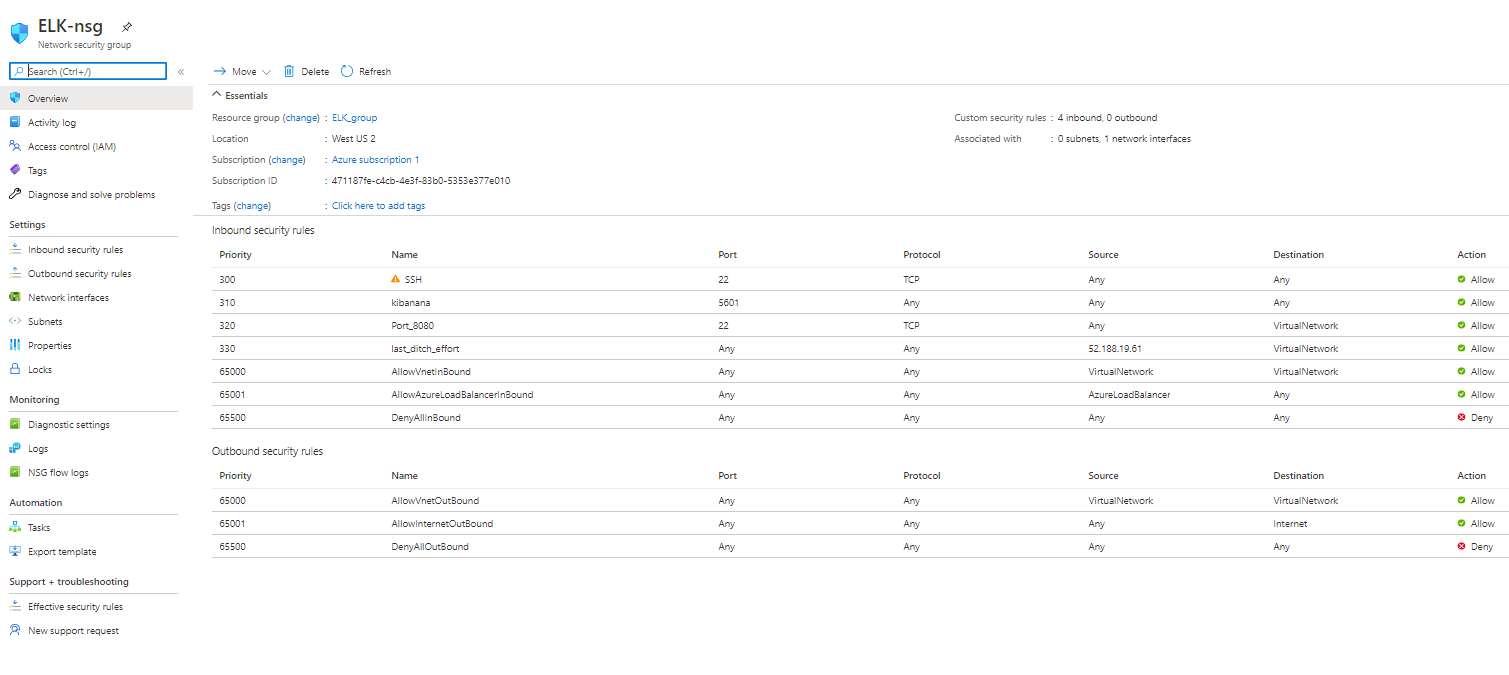 ELK-nsg
Network security group
Search (Ctrl+/)
«
Overview
Activity log
Access control (IAM)
Tags
Diagnose and solve problems
Settings
Inbound security rules
Outbound security rules
Network interfaces
Subnets
Properties
Locks
Monitoring
Diagnostic settings
Logs
NSG flow logs
Automation
Tasks
Export template
Support + troubleshooting
Effective security rules
New support request
Move Delete Refresh
Essentials
Resource group (change) : ELK_group
Location : West US 2
Subscription (change) : Azure subscription 1
Subscription ID : 471187fe-c4cb-4e3f-83b0-5353e377e010
Tags (change) : Click here to add tags
Custom security rules : 4 inbound, 0 outbound
Associated with : 0 subnets, 1 network interfaces
Inbound security rules
Priority Name Port Protocol Source Destination Action
300 SSH 22 TCP Any Any Allow
310 kibanana 5601 Any Any Any Allow
320 Port_8080 22 TCP Any VirtualNetwork Allow
330 last_ditch_effort Any Any 52.188.19.61 VirtualNetwork Allow
65000 AllowVnetInBound Any Any VirtualNetwork VirtualNetwork Allow
65001 AllowAzureLoadBalancerInBound Any Any AzureLoadBalancer Any Allow
65500 DenyAllInBound Any Any Any Any Deny
Outbound security rules
Priority Name Port Protocol Source Destination Action
65000 AllowVnetOutBound Any Any VirtualNetwork VirtualNetwork Allow
65001 AllowInternetOutBound Any Any Any Internet Allow
65500 DenyAllOutBound Any Any Any Any Deny